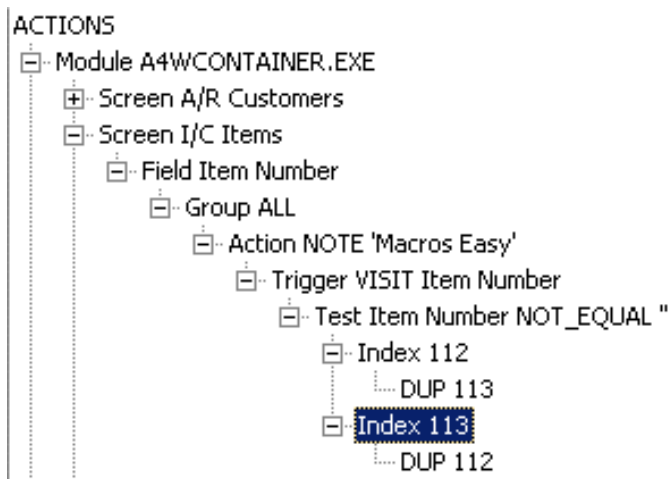 ACTIONS
Module A4WCONTAINER.EXE
Screen A/R Customers
Screen I/C Items
Field Item Number
Group ALL
Action NOTE 'Macros Easy'
Trigger VISIT Item Number
Test Item Number NOT_EQUAL "
Index 112
DUP 113
Index 113
DUP 112